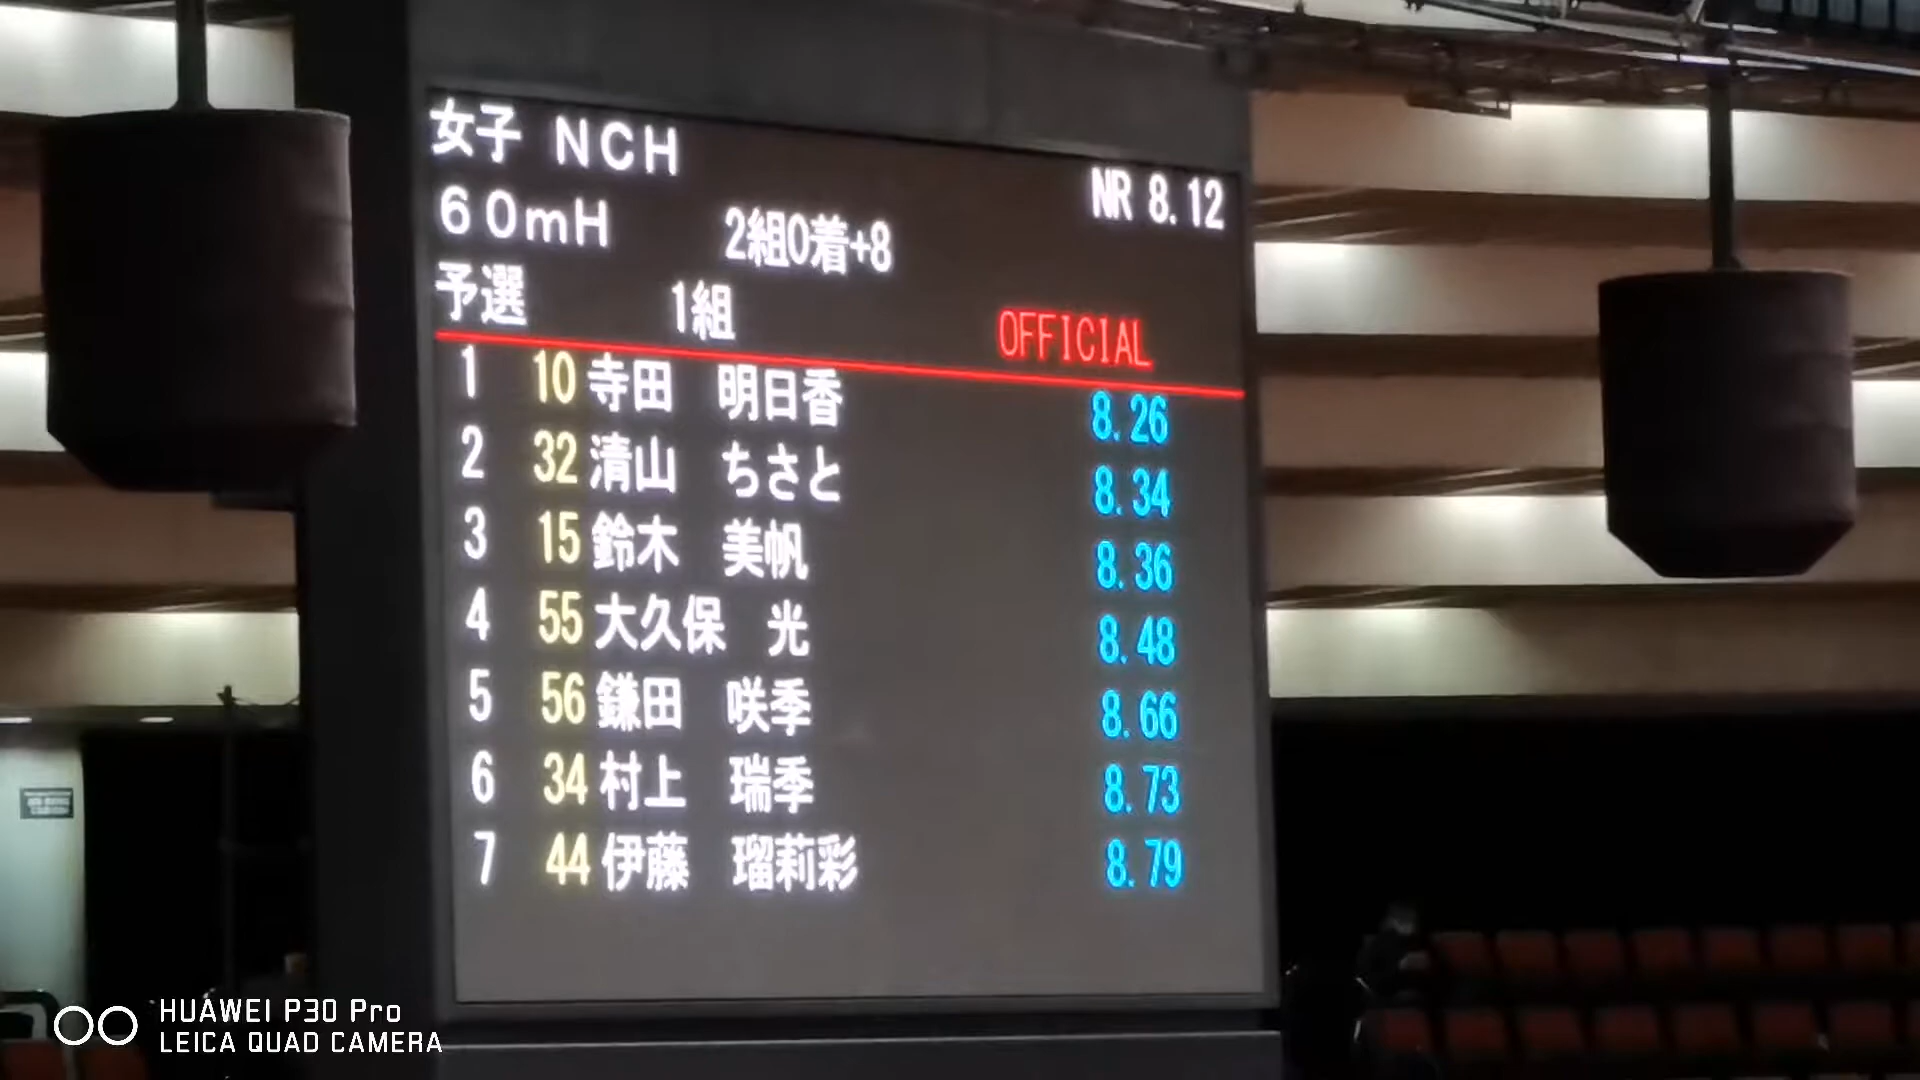 女子 NCH
NR 8.12
60mH 2組0着+8
予選 1組 OFFICIAL
1 10 寺田 明日香 8.26
2 32 清山 ちさと 8.34
3 15 鈴木 美帆 8.36
4 55 大久保 光 8.48
5 56 鎌田 咲季 8.66
6 34 村上 瑞季 8.73
7 44 伊藤 瑠莉彩 8.79
HUAWEI P30 Pro
LEICA QUAD CAMERA